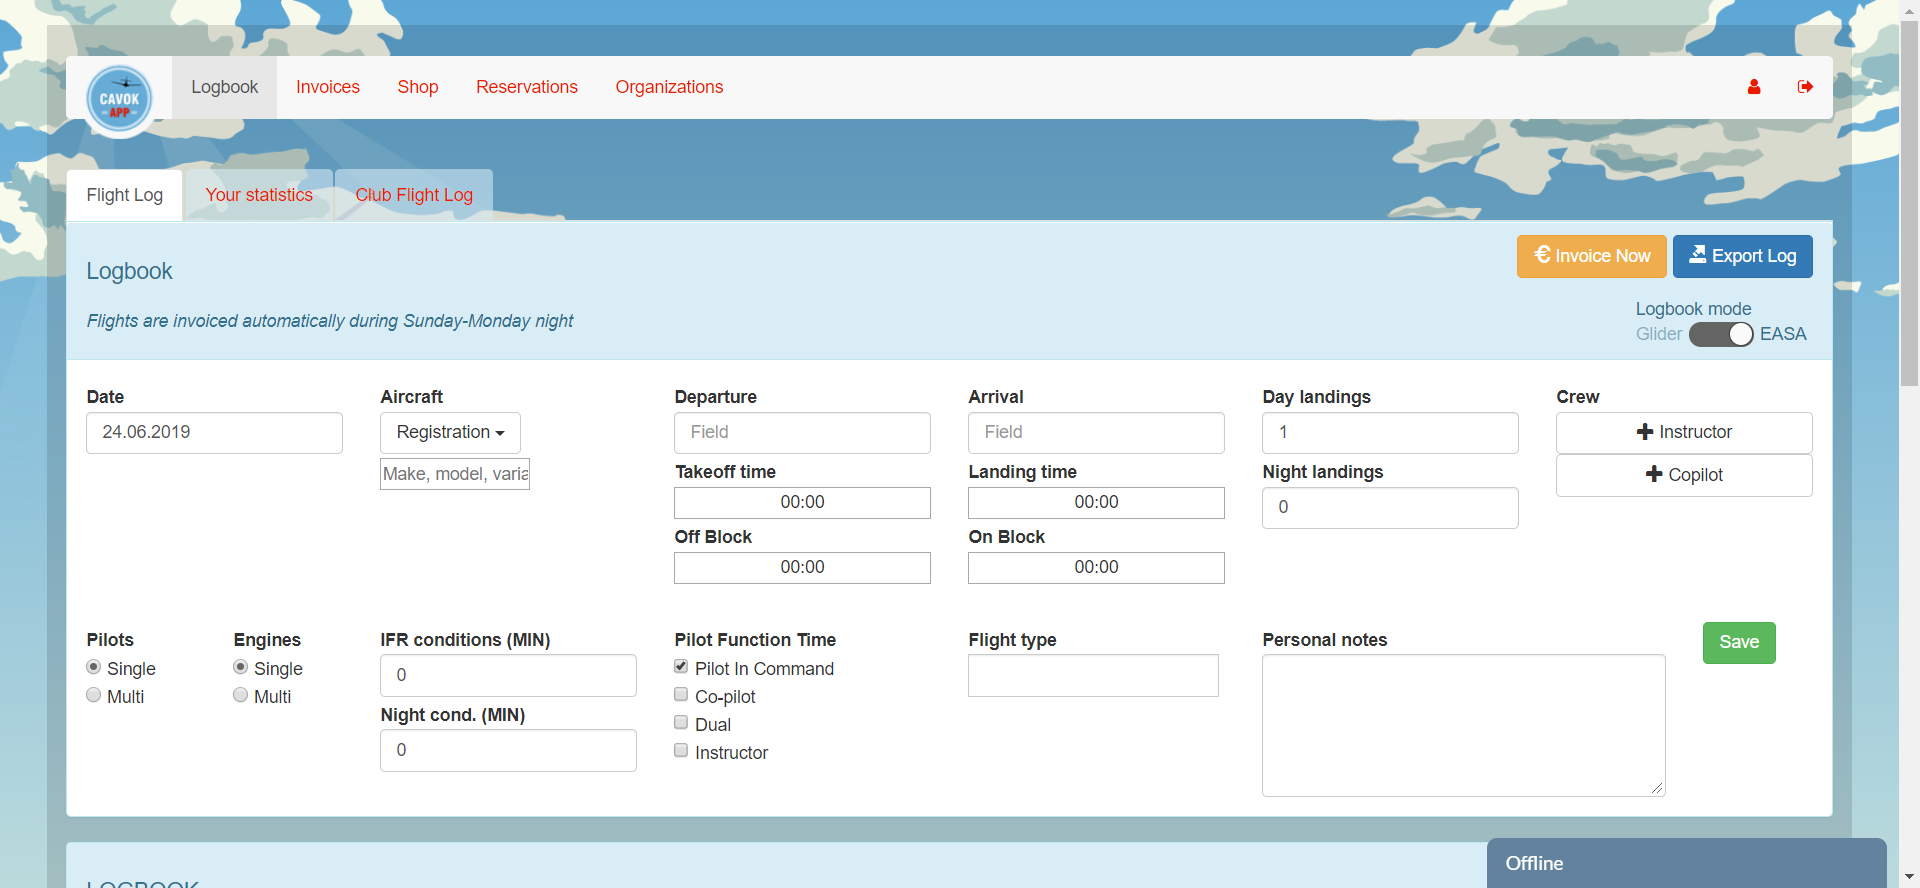 CAVOK
APP
Logbook
Invoices
Shop
Reservations
Organizations
Flight Log
Your statistics
Club Flight Log
Logbook
Flights are invoiced automatically during Sunday-Monday night
€ Invoice Now
Export Log
Logbook mode
Glider
EASA
Date
24.06.2019
Aircraft
Registration
Make, model, varia
Departure
Field
Takeoff time
00:00
Off Block
00:00
Arrival
Field
Landing time
00:00
On Block
00:00
Day landings
1
Night landings
0
Crew
Instructor
Copilot
Pilots
Single
Multi
Engines
Single
Multi
IFR conditions (MIN)
0
Night cond. (MIN)
0
Pilot Function Time
Pilot In Command
Co-pilot
Dual
Instructor
Flight type
Personal notes
Save
LOGBOOK
Offline